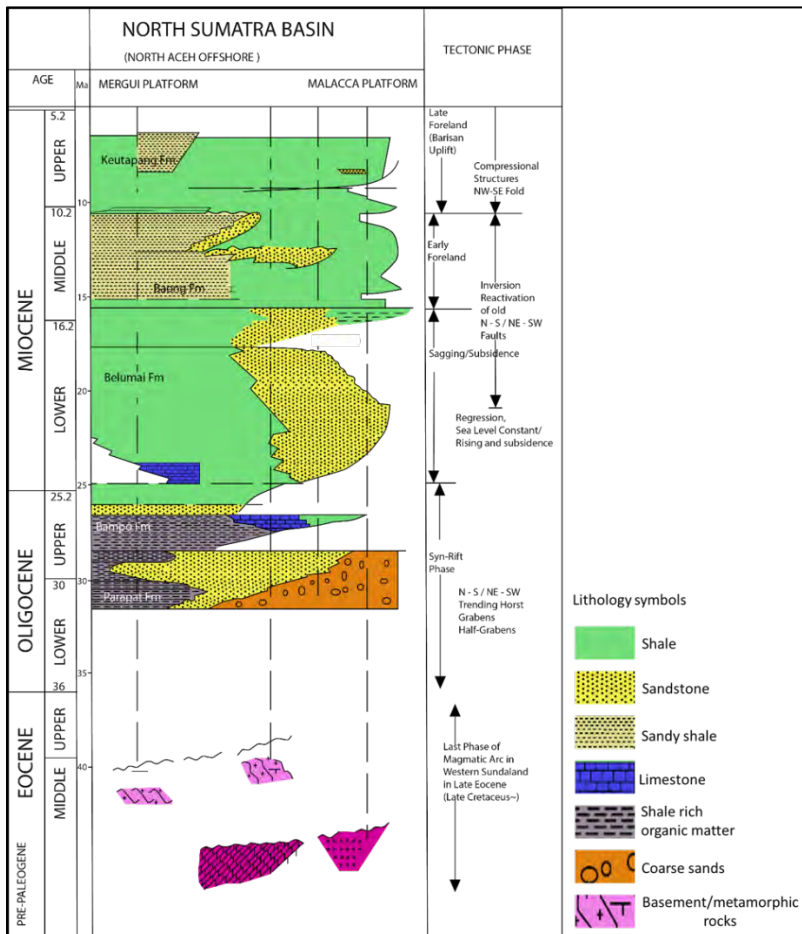 NORTH SUMATRA BASIN
(NORTH ACEH OFFSHORE )
TECTONIC PHASE
AGE
Ma
MERGUI PLATFORM
MALACCA PLATFORM
MIOCENE
OLIGOCENE
EOCENE
PRE-PALEOGENE
UPPER
MIDDLE
LOWER
UPPER
LOWER
UPPER
MIDDLE
5.2
10.2
16.2
25.2
30
36
10
15
20
25
30
35
40
Keutapang Fm
Baong Fm
Belumai Fm
Bampo Fm
Parapat Fm
Late
Foreland
(Barisan
Uplift)
Compressional
Structures
NW-SE Fold
Early
Foreland
Inversion
Reactivation
of old
N - S / NE - SW
Faults
Sagging/Subsidence
Regression,
Sea Level Constant/
Rising and subsidence
Syn-Rift
Phase
N - S / NE - SW
Trending Horst
Grabens
Half-Grabens
Last Phase of
Magmatic Arc in
Western Sundaland
in Late Eocene
(Late Cretaceus~)
Lithology symbols
Shale
Sandstone
Sandy shale
Limestone
Shale rich
organic matter
Coarse sands
Basement/metamorphic
rocks